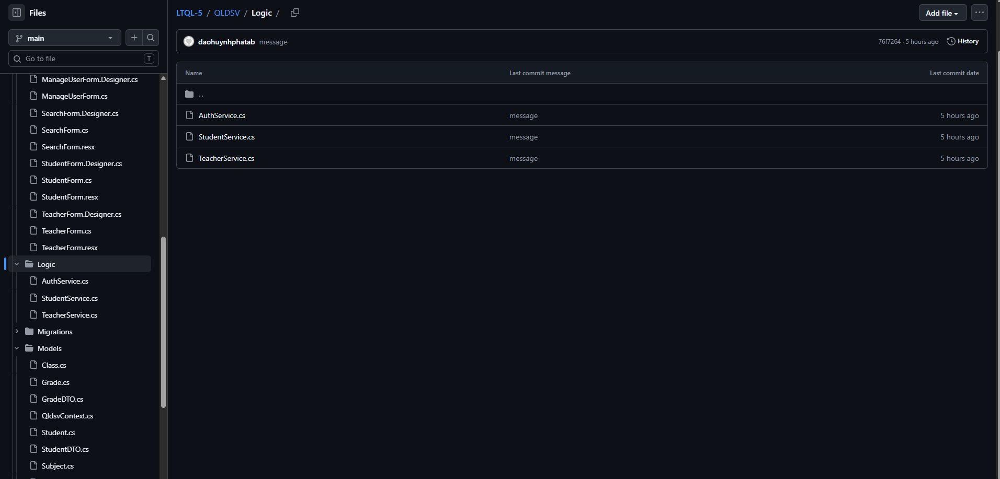 Files
main
Go to file
T
ManageUserForm.Designer.cs
ManageUserForm.cs
SearchForm.Designer.cs
SearchForm.cs
SearchForm.resx
StudentForm.Designer.cs
StudentForm.cs
StudentForm.resx
TeacherForm.Designer.cs
TeacherForm.cs
TeacherForm.resx
Logic
AuthService.cs
StudentService.cs
TeacherService.cs
Migrations
Models
Class.cs
Grade.cs
GradeDTO.cs
QldsvContext.cs
Student.cs
StudentDTO.cs
Subject.cs
LTQL-5 / QLDSV / Logic /
Add file
daohuynhphatab message
76f7264 · 5 hours ago
History
Name Last commit message Last commit date
..
AuthService.cs message 5 hours ago
StudentService.cs message 5 hours ago
TeacherService.cs message 5 hours ago